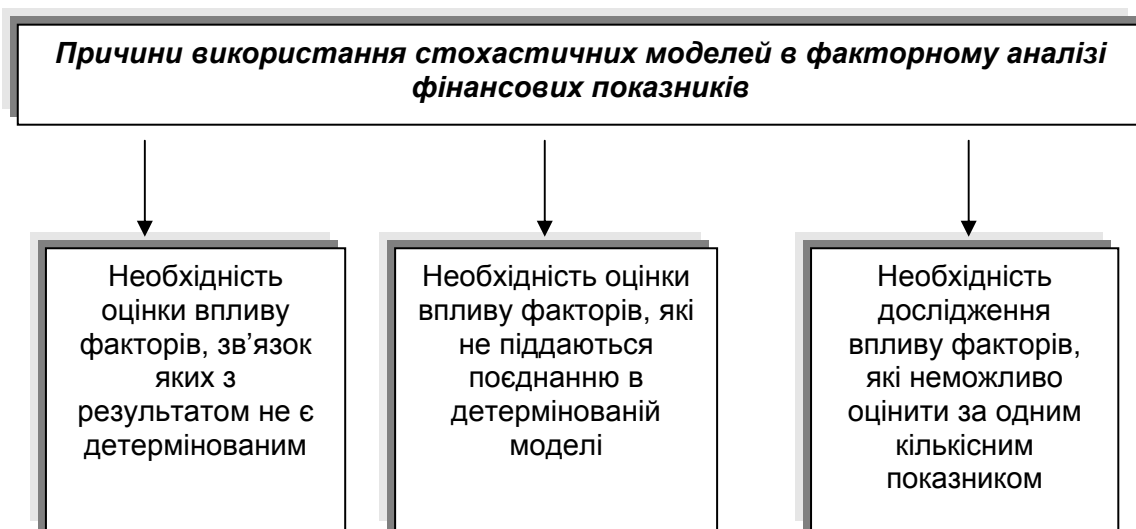 Причини використання стохастичних моделей в факторному аналізі
фінансових показників
Необхідність
оцінки впливу
факторів, зв’язок
яких з
результатом не є
детермінованим
Необхідність оцінки
впливу факторів, які
не піддаються
поєднанню в
детермінованій
моделі
Необхідність
дослідження
впливу факторів,
які неможливо
оцінити за одним
кількісним
показником